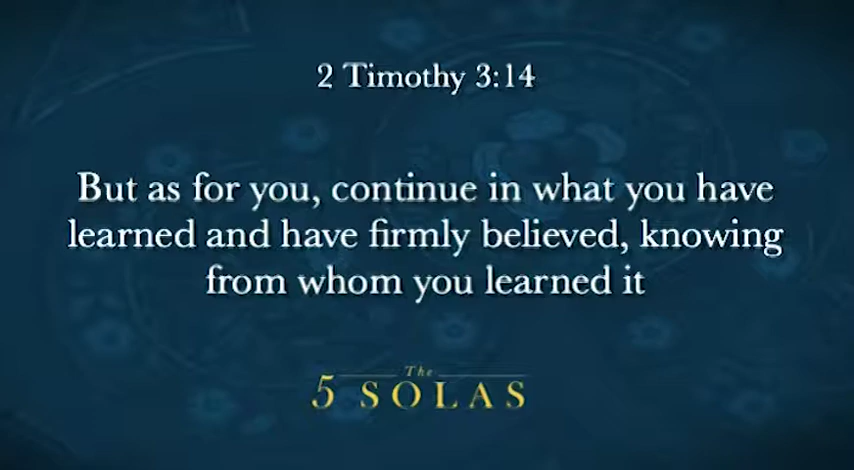 2 Timothy 3:14
But as for you, continue in what you have
learned and have firmly believed, knowing
from whom you learned it
The
5 SOLAS